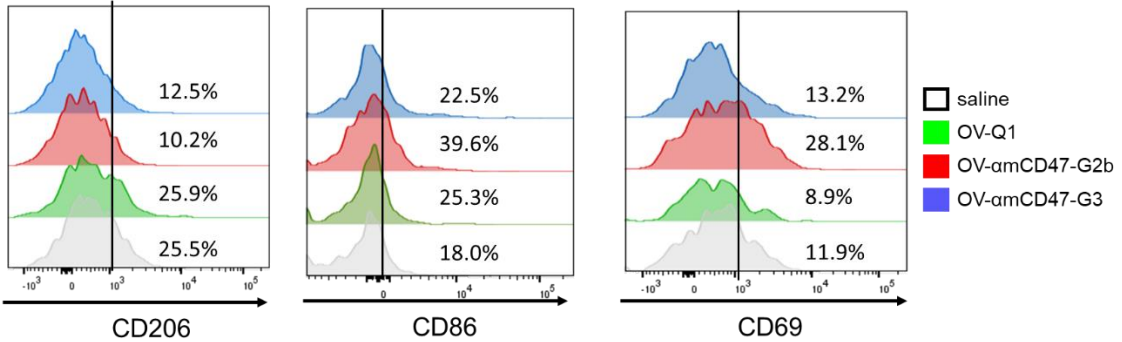 12.5%
10.2%
25.9%
25.5%
-10³ 0 10³ 10⁴ 10⁵
CD206
22.5%
39.6%
25.3%
18.0%
0 10⁴ 10⁵
CD86
13.2%
28.1%
8.9%
11.9%
-10³ 0 10³ 10⁴ 10⁵
CD69
saline
OV-Q1
OV-αmCD47-G2b
OV-αmCD47-G3